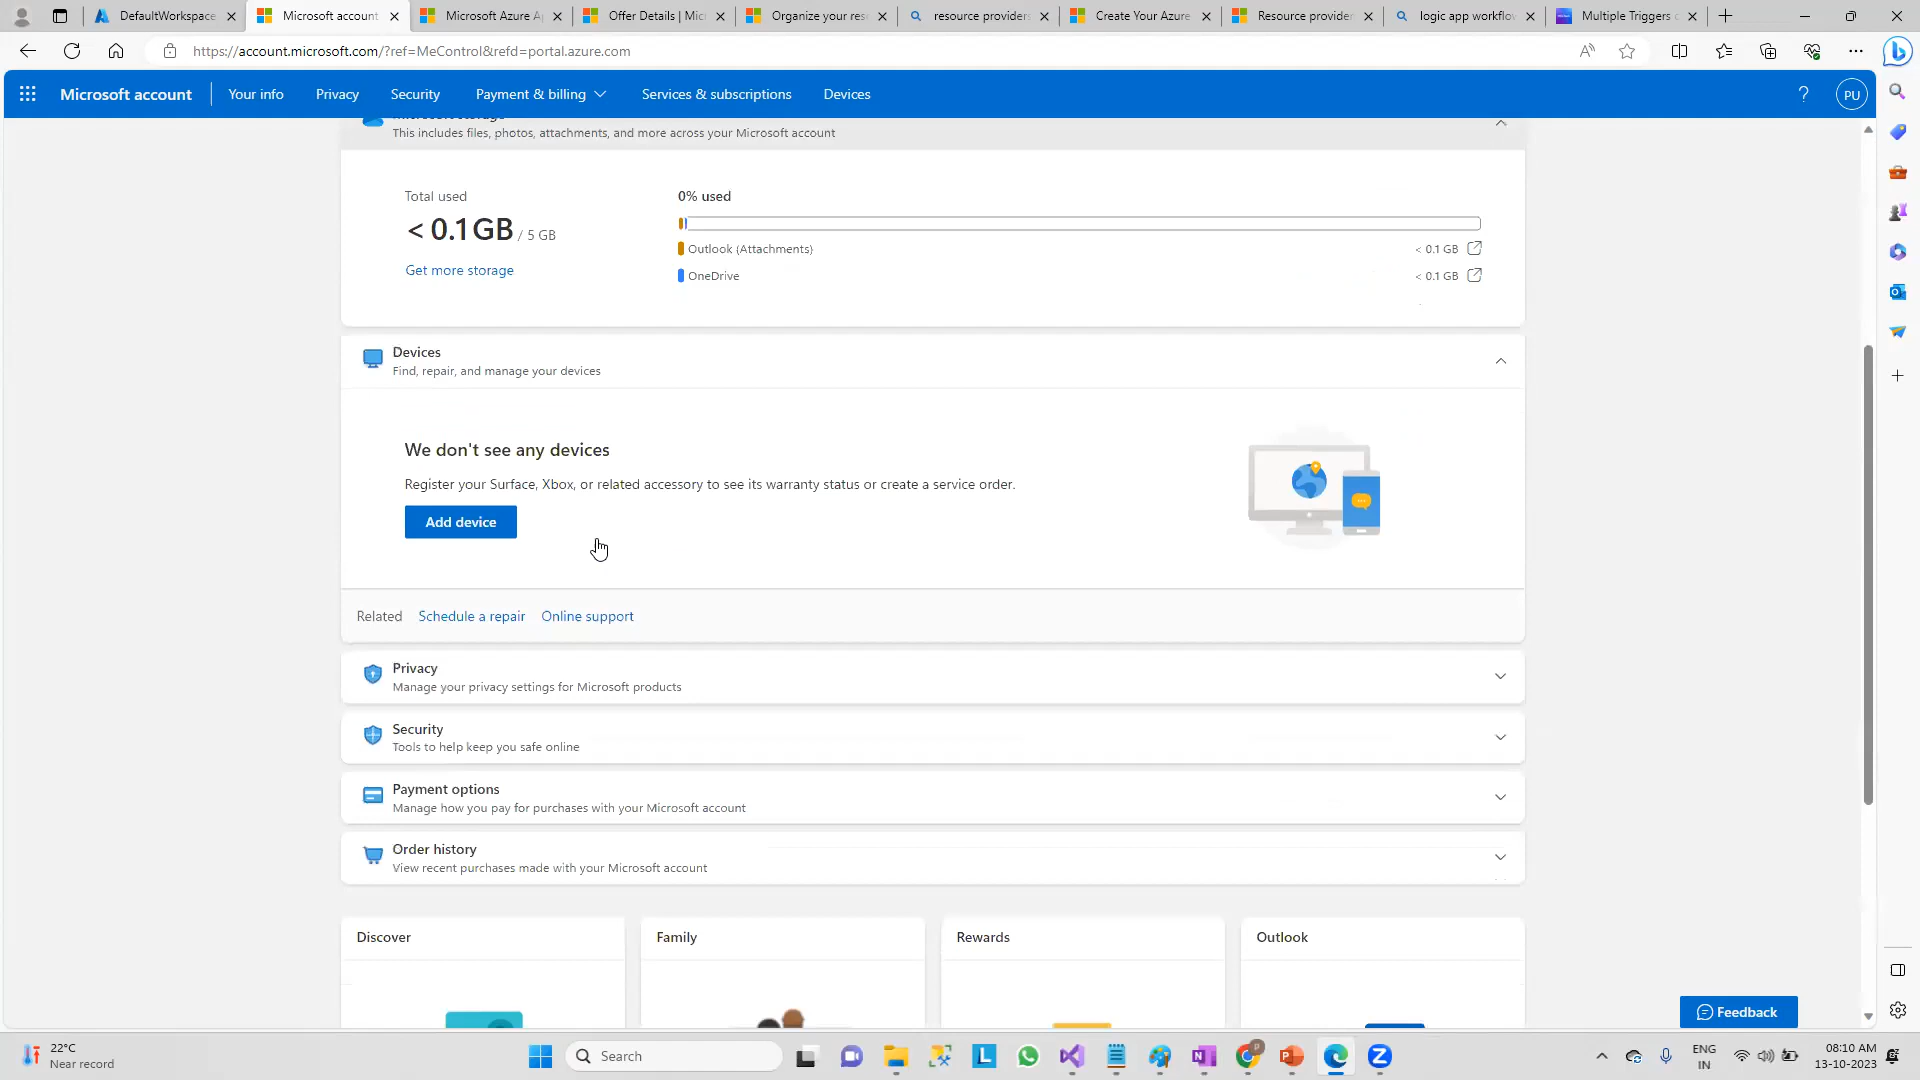 DefaultWorkspace
Microsoft account
Microsoft Azure A
Offer Details | Mic
Organize your res
resource providers
Create Your Azure
Resource provider
logic app workflow
Multiple Triggers
https://account.microsoft.com/?ref=MeControl&refd=portal.azure.com
Microsoft account
Your info
Privacy
Security
Payment & billing
Services & subscriptions
Devices
?
PU
This includes files, photos, attachments, and more across your Microsoft account
Total used
0% used
< 0.1 GB / 5 GB
Outlook (Attachments)
< 0.1 GB
Get more storage
OneDrive
< 0.1 GB
Devices
Find, repair, and manage your devices
We don't see any devices
Register your Surface, Xbox, or related accessory to see its warranty status or create a service order.
Add device
Related
Schedule a repair
Online support
Privacy
Manage your privacy settings for Microsoft products
Security
Tools to help keep you safe online
Payment options
Manage how you pay for purchases with your Microsoft account
Order history
View recent purchases made with your Microsoft account
Discover
Family
Rewards
Outlook
Feedback
22°C
Near record
Search
ENG
IN
08:10 AM
13-10-2023